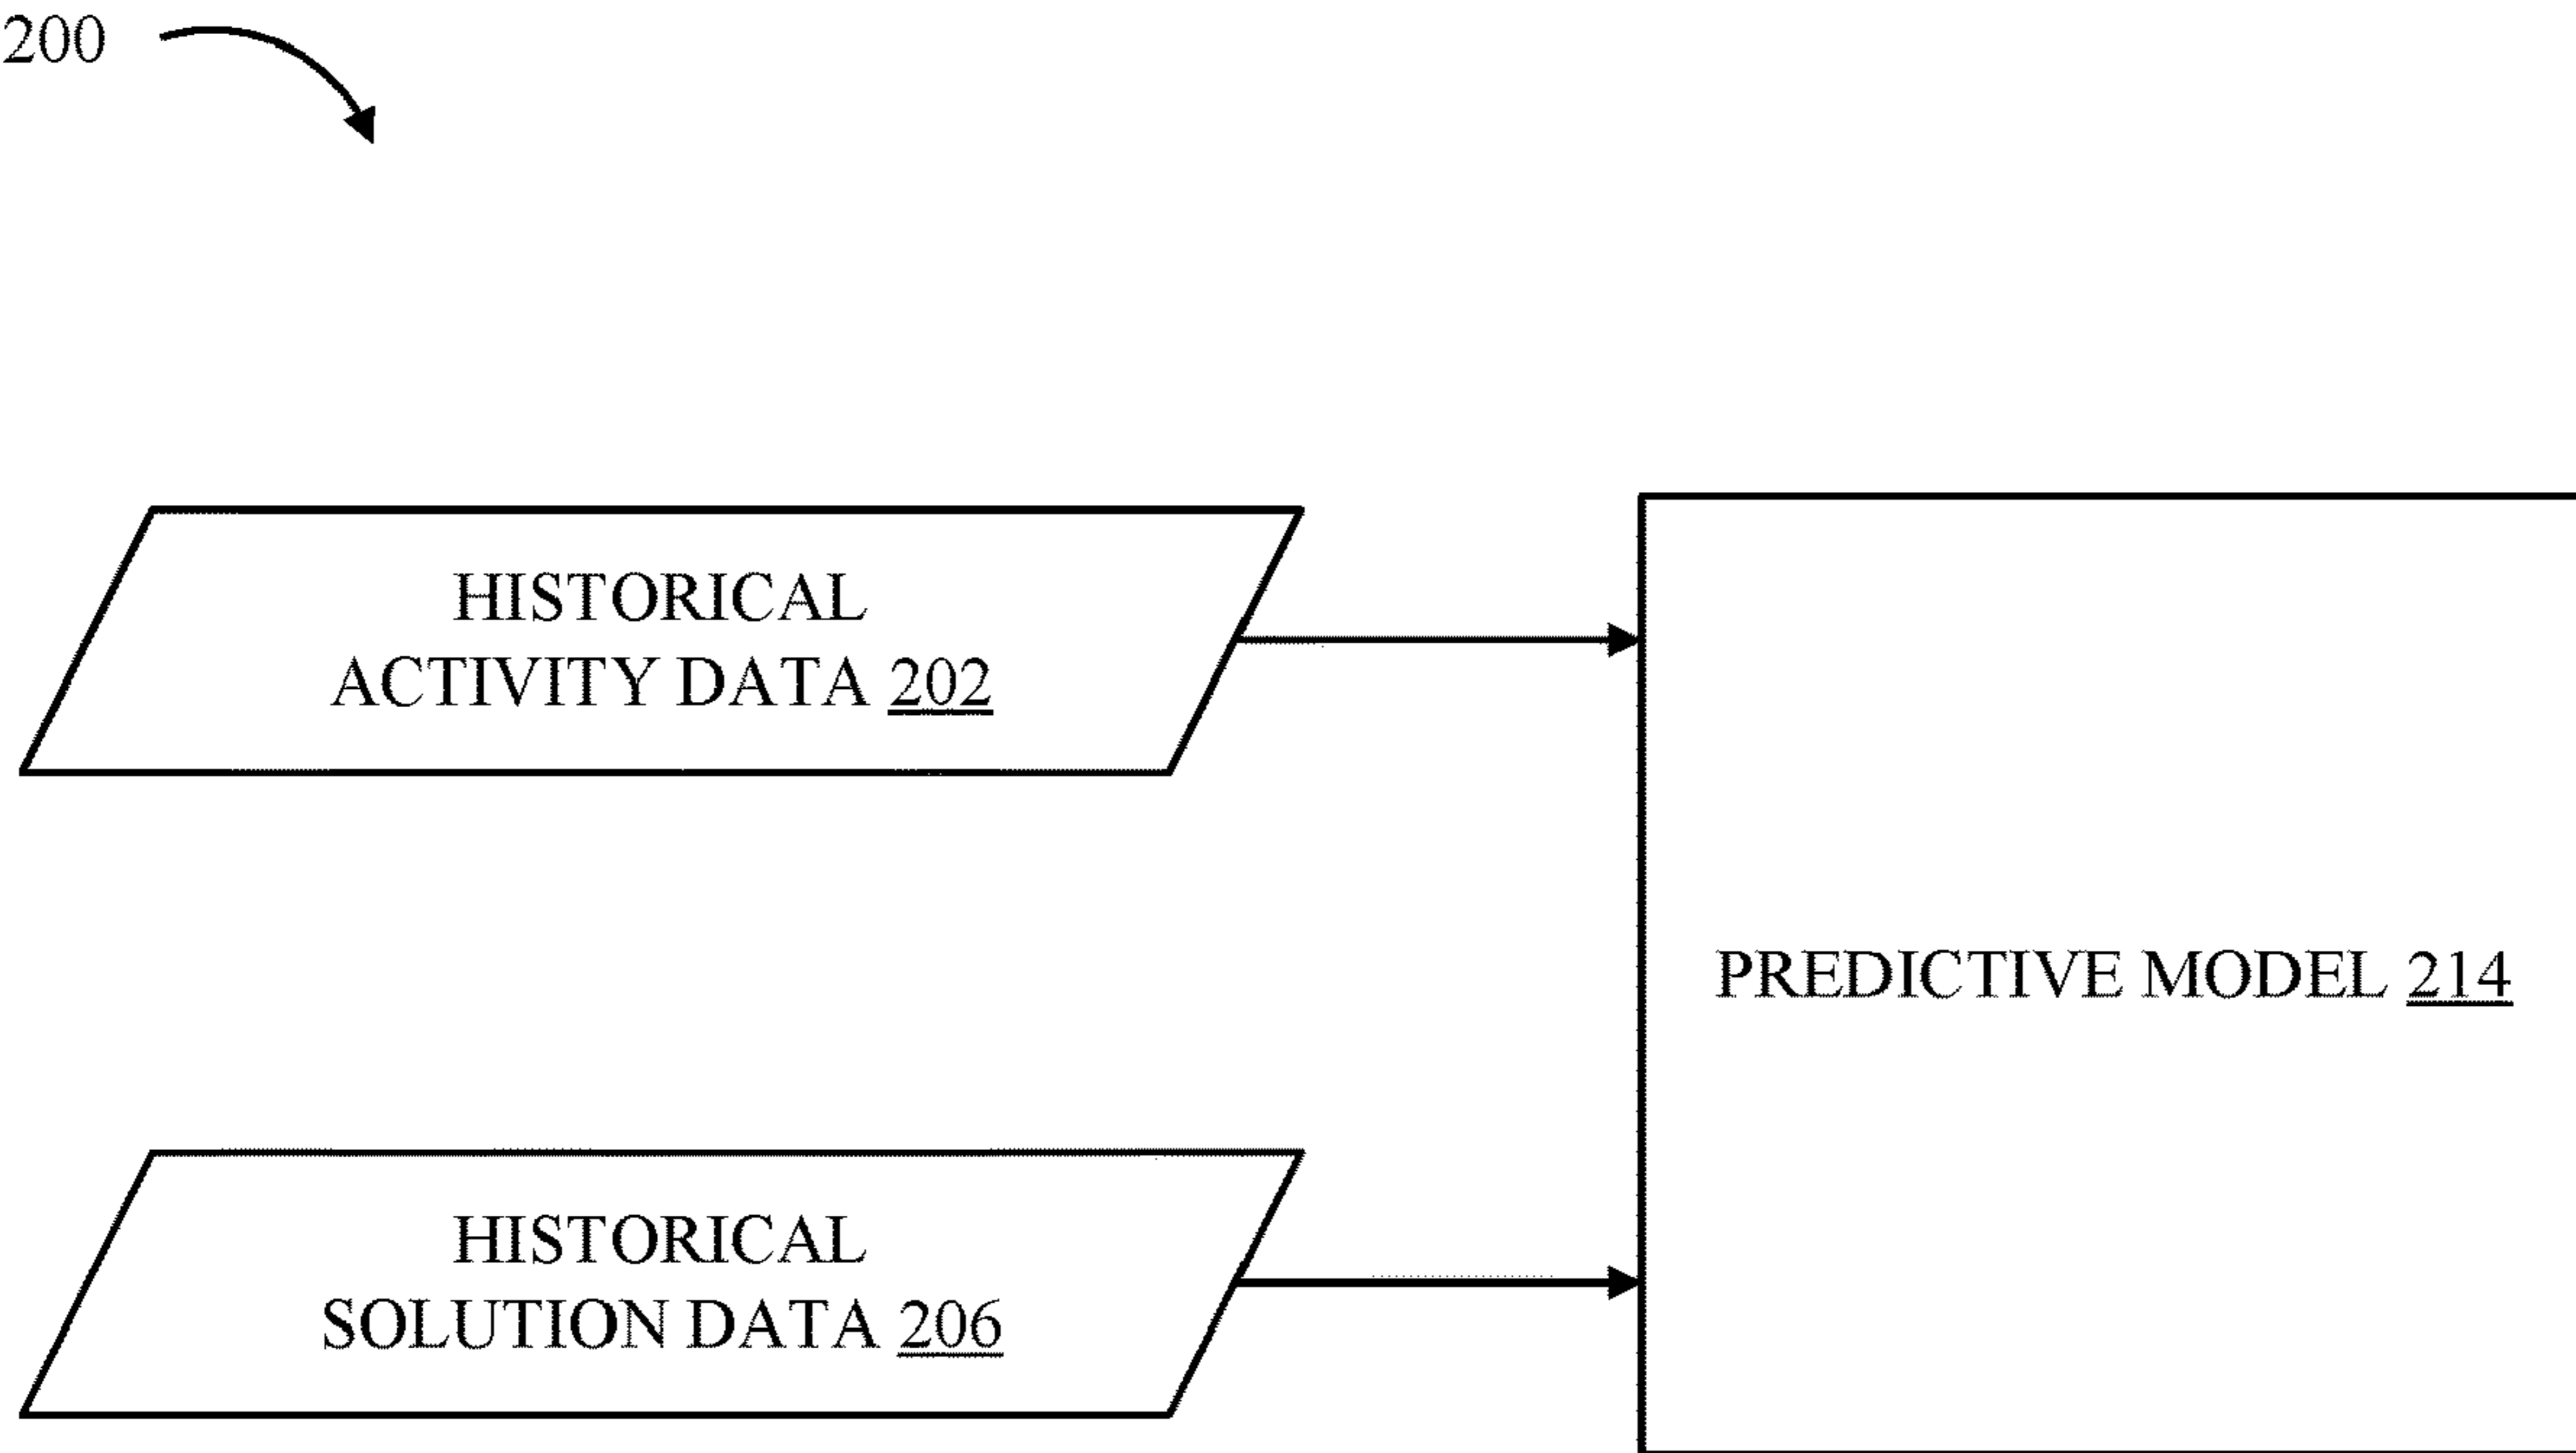 200
HISTORICAL
ACTIVITY DATA 202
PREDICTIVE MODEL 214
HISTORICAL
SOLUTION DATA 206